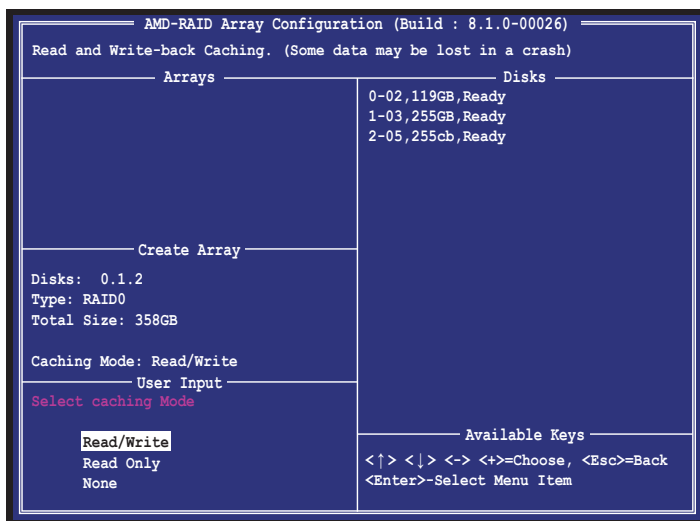 AMD-RAID Array Configuration (Build : 8.1.0-00026)
Read and Write-back Caching. (Some data may be lost in a crash)
Arrays
Disks
0-02,119GB,Ready
1-03,255GB,Ready
2-05,255cb,Ready
Create Array
Disks: 0.1.2
Type: RAID0
Total Size: 358GB
Caching Mode: Read/Write
User Input
Select caching Mode
Read/Write
Read Only
None
Available Keys
<↑> <↓> <-> <+>=Choose, <Esc>=Back
<Enter>-Select Menu Item